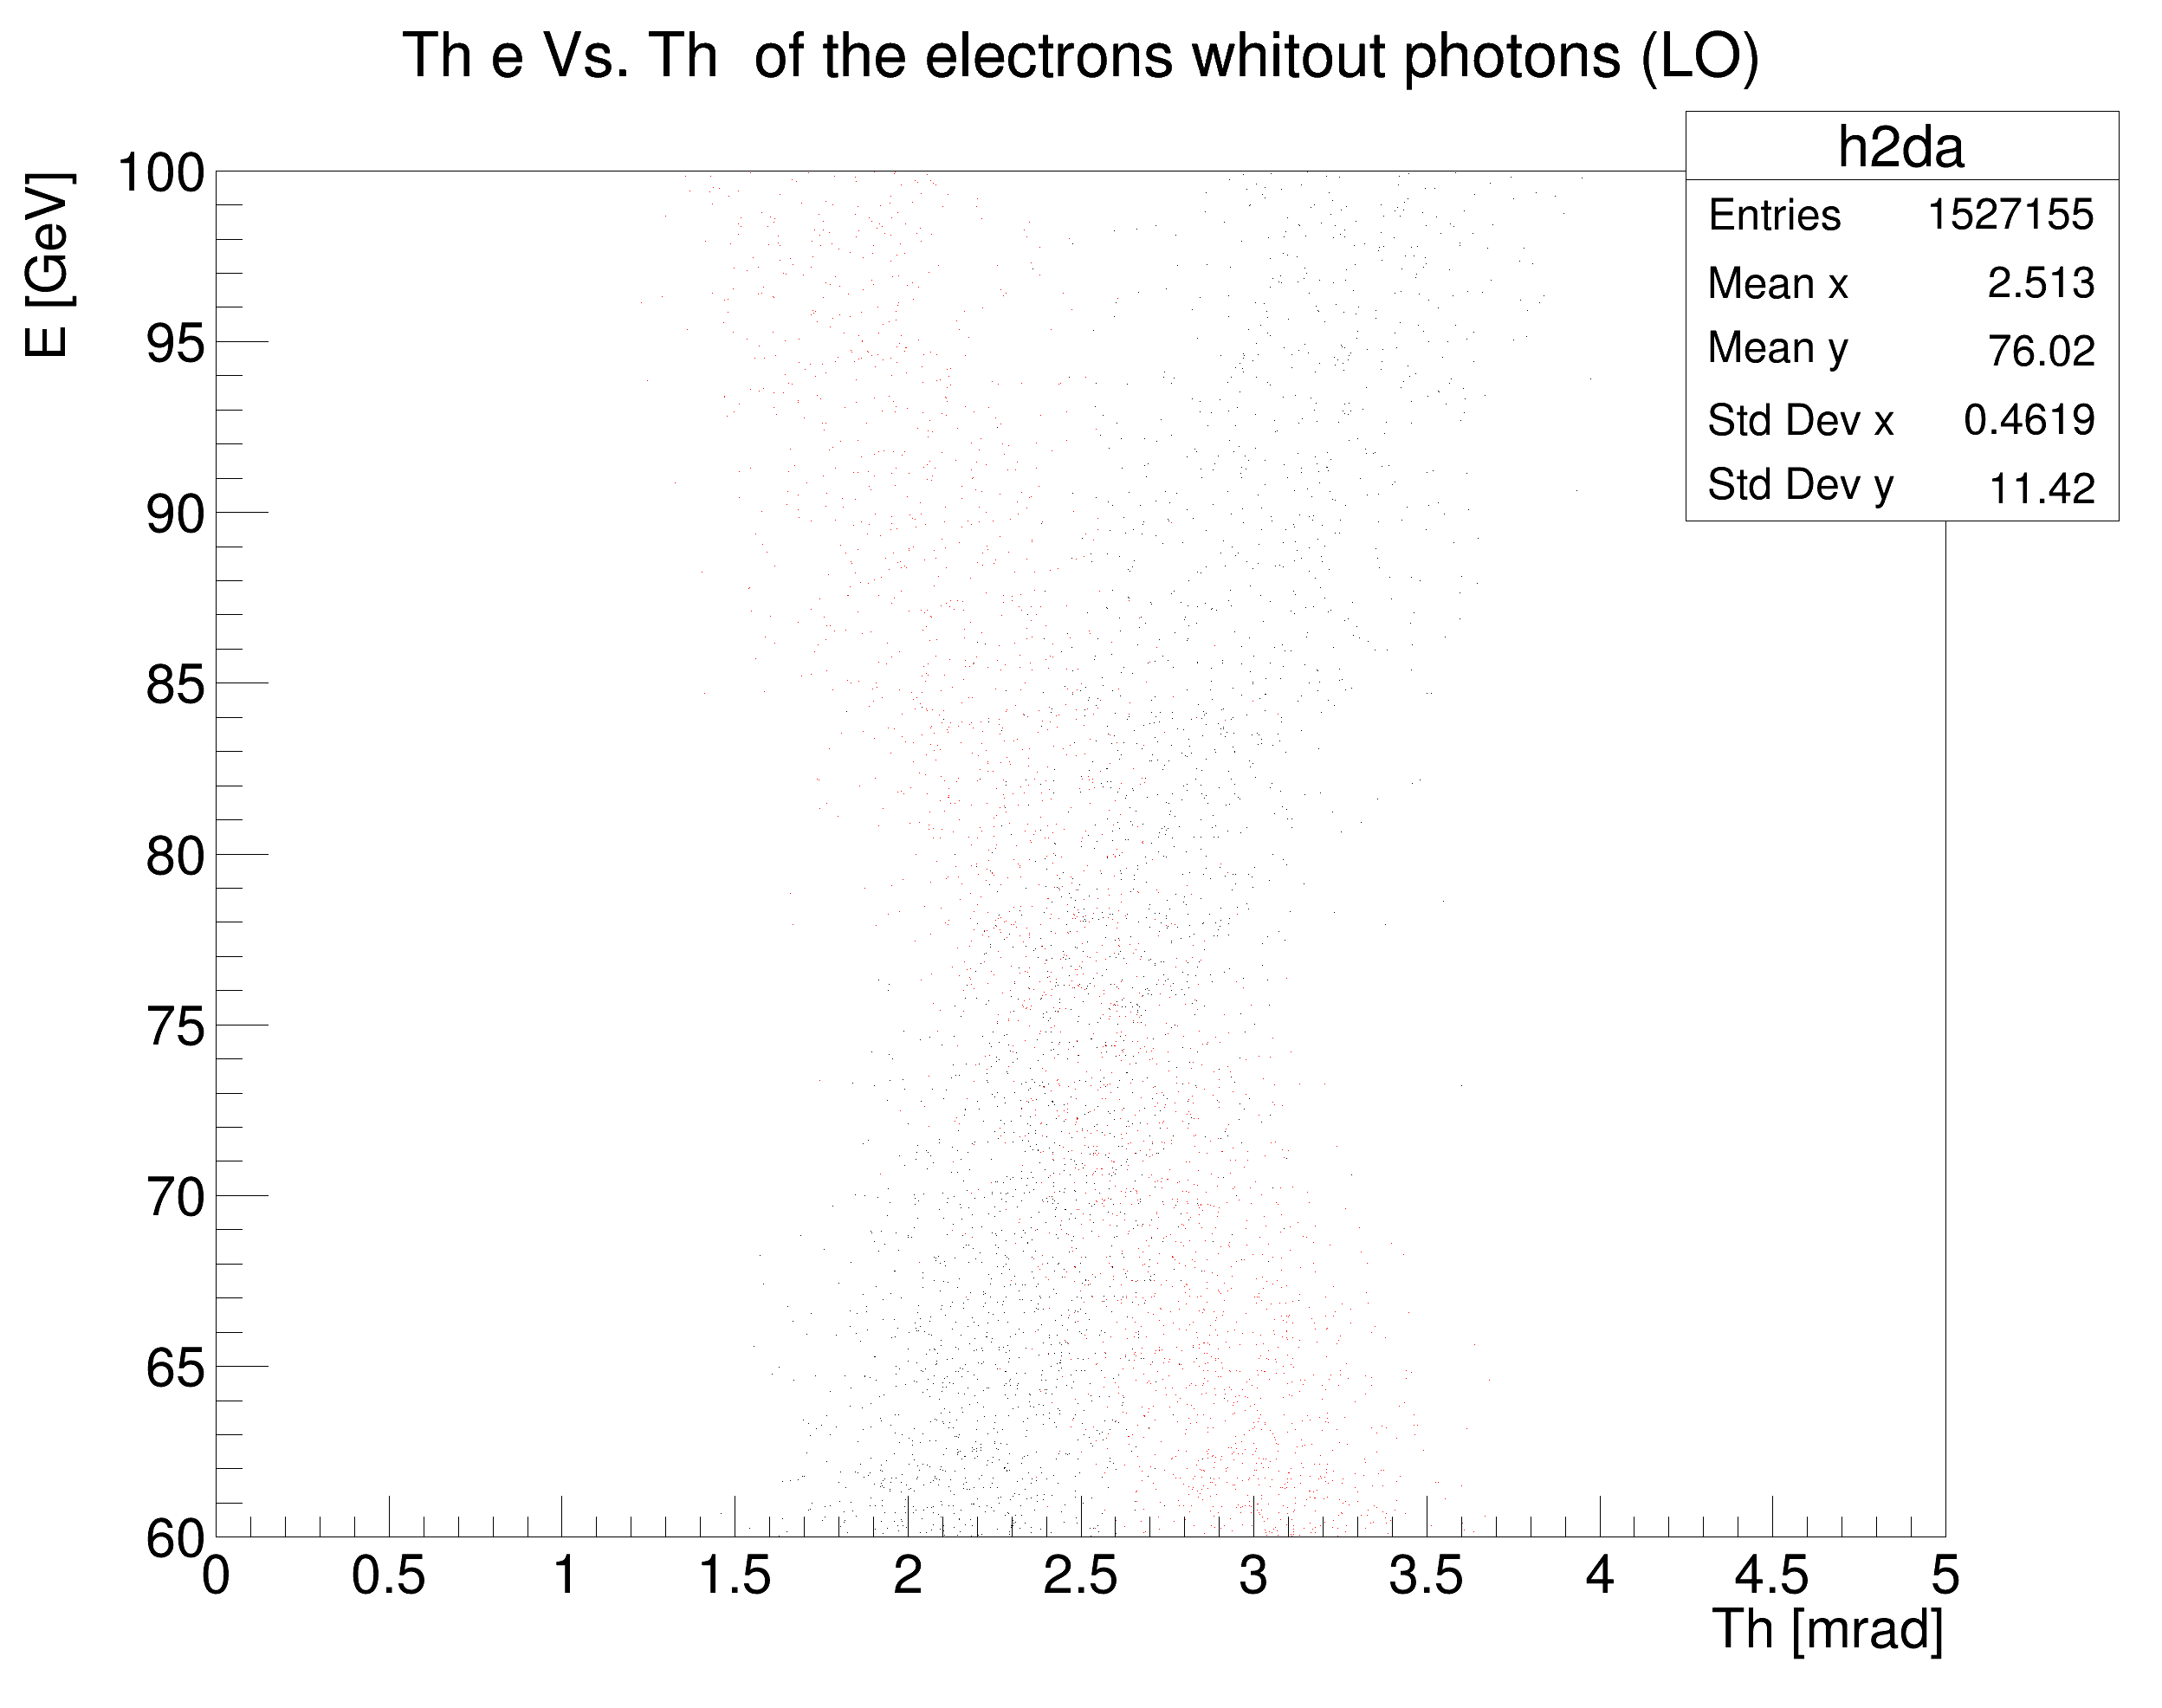 Th e Vs. Th of the electrons whitout photons (LO)
h2da
Entries 1527155
Mean x 2.513
Mean y 76.02
Std Dev x 0.4619
Std Dev y 11.42
E [GeV]
100
95
90
85
80
75
70
65
60
0 0.5 1 1.5 2 2.5 3 3.5 4 4.5 5
Th [mrad]